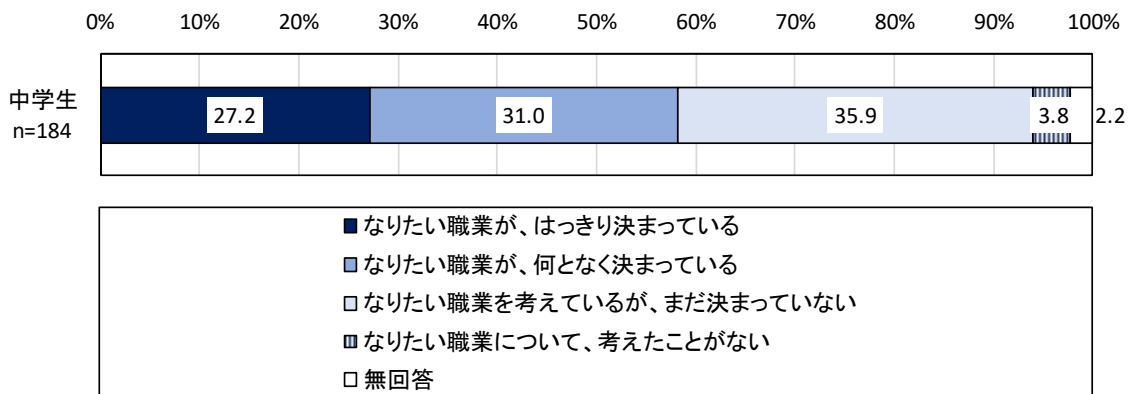 0% 10% 20% 30% 40% 50% 60% 70% 80% 90% 100%
中学生
n=184
27.2 31.0 35.9 3.8 2.2
なりたい職業が、はっきり決まっている
なりたい職業が、何となく決まっている
なりたい職業を考えているが、まだ決まっていない
なりたい職業について、考えたことがない
無回答